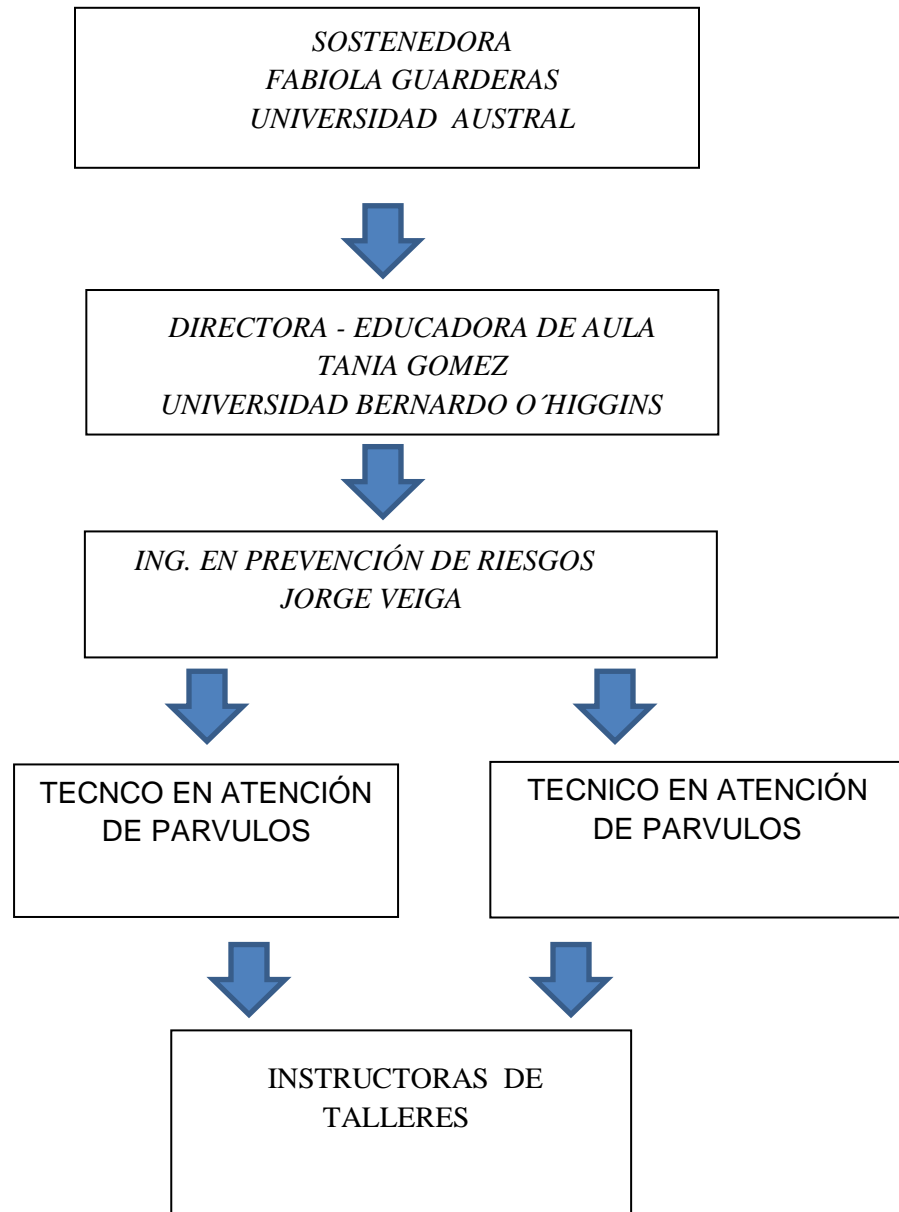 SOSTENEDORA
FABIOLA GUARDERAS
UNIVERSIDAD AUSTRAL
DIRECTORA - EDUCADORA DE AULA
TANIA GOMEZ
UNIVERSIDAD BERNARDO O´HIGGINS
ING. EN PREVENCIÓN DE RIESGOS
JORGE VEIGA
TECNCO EN ATENCIÓN
DE PARVULOS
TECNICO EN ATENCIÓN
DE PARVULOS
INSTRUCTORAS DE
TALLERES